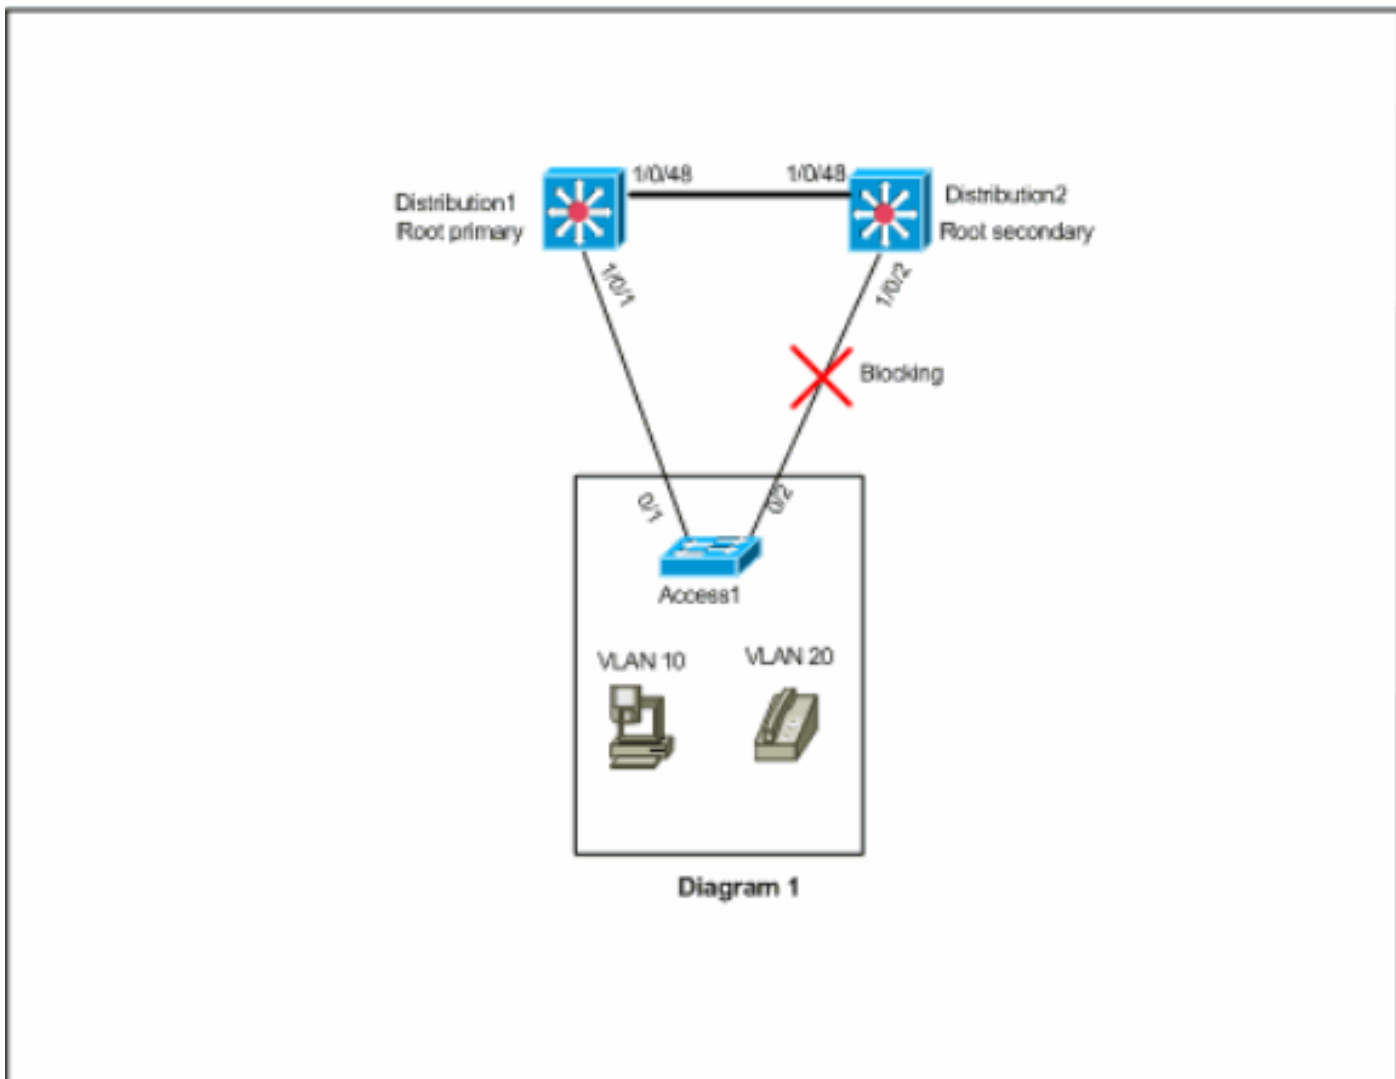 1/0/48
1/0/48
Distribution1
Root primary
Distribution2
Root secondary
1/0/1
1/0/2
Blocking
0/1
0/2
Access1
VLAN 10
VLAN 20
Diagram 1